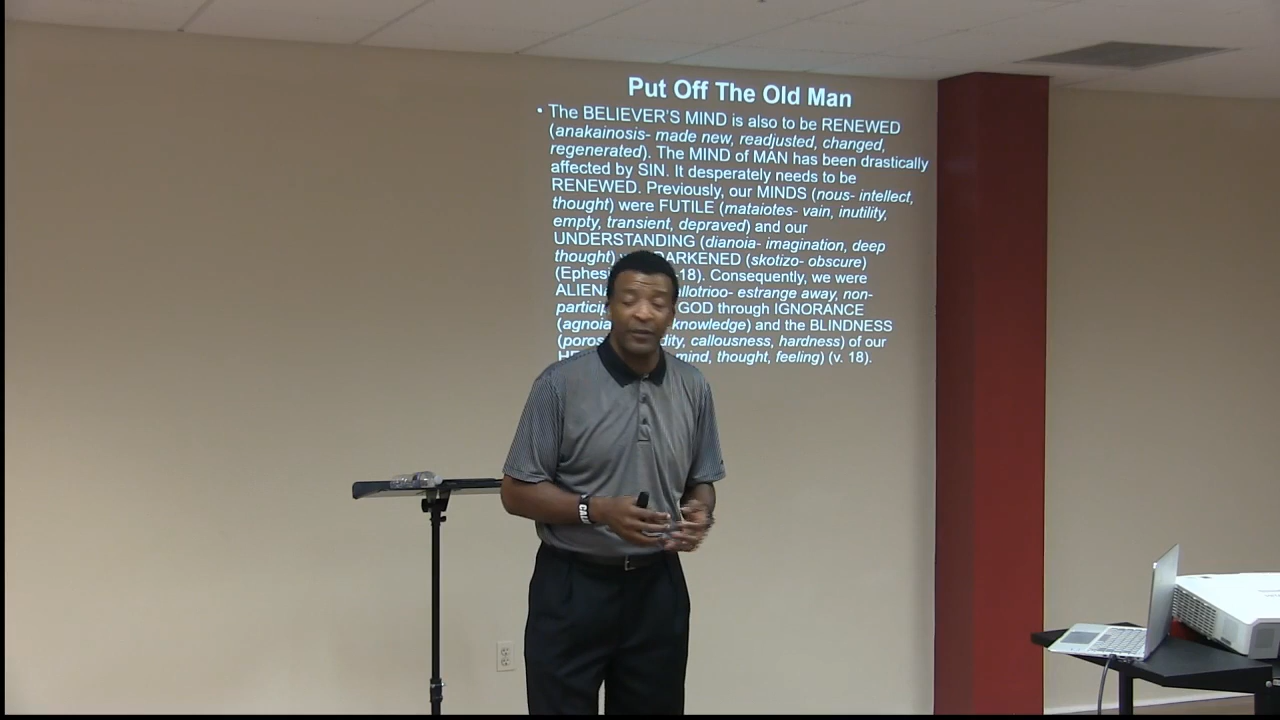 Put Off The Old Man
• The BELIEVER'S MIND is also to be RENEWED
(anakainosis- made new, readjusted, changed,
regenerated). The MIND of MAN has been drastically
affected by SIN. It desperately needs to be
RENEWED. Previously, our MINDS (nous- intellect,
thought) were FUTILE (mataiotes- vain, inutility,
empty, transient, depraved) and our
UNDERSTANDING (dianoia- imagination, deep
thought) DARKENED (skotizo- obscure)
18). Consequently, we were
estrange away, non-
GOD through IGNORANCE
knowledge) and the BLINDNESS
callousness, hardness) of our
mind, thought, feeling) (v. 18).